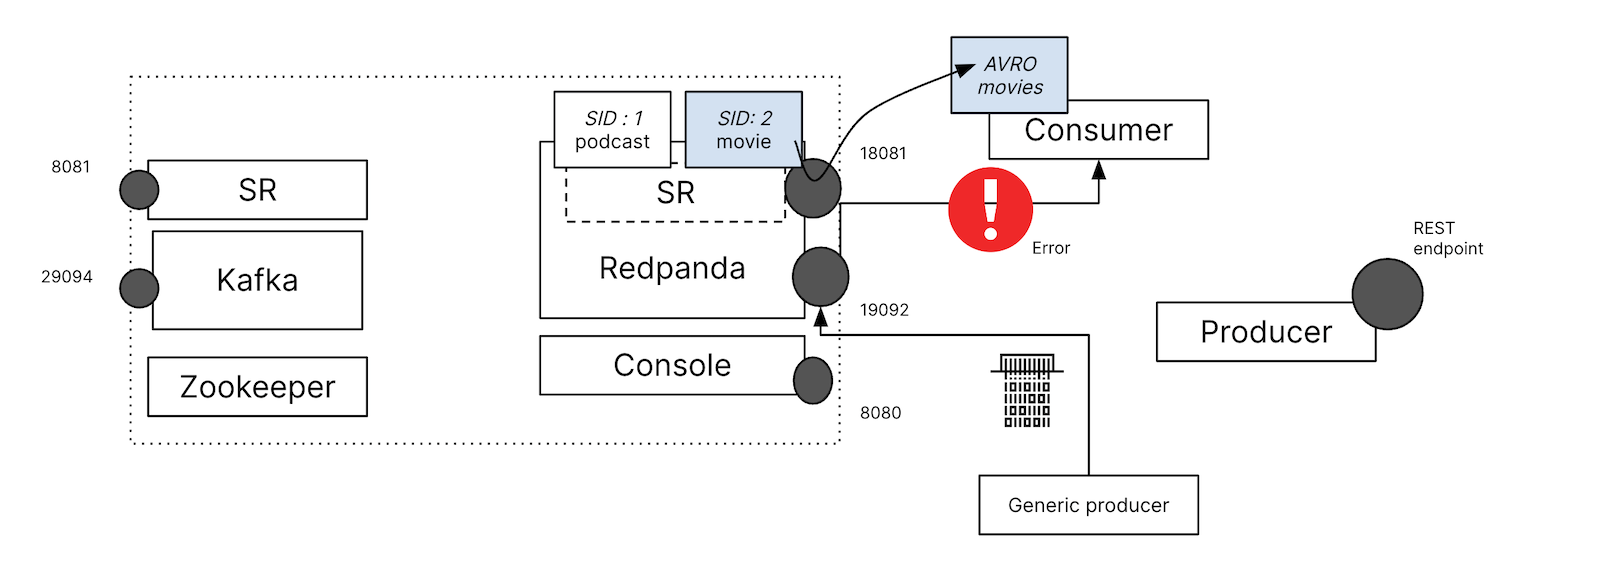 AVRO
movies
SID : 1
podcast
SID: 2
movie
Consumer
18081
8081
SR
SR
REST
endpoint
Error
29094
Kafka
Redpanda
19092
Producer
Console
Zookeeper
8080
Generic producer